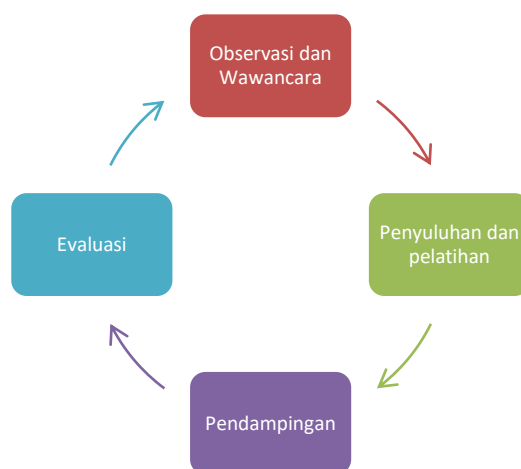 Observasi dan
Wawancara
Penyuluhan dan
pelatihan
Pendampingan
Evaluasi